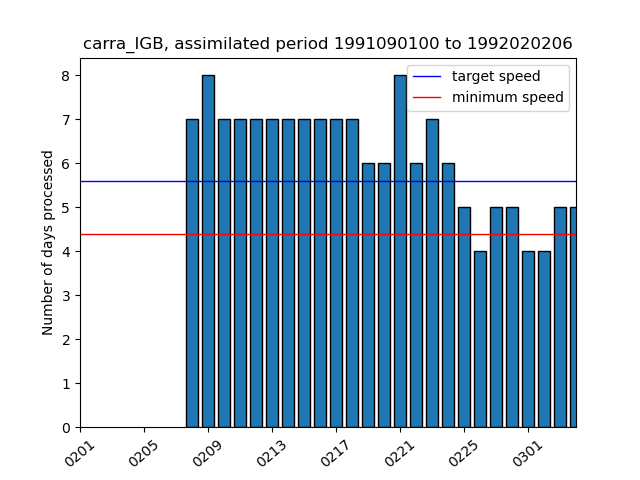 carra_IGB, assimilated period 1991090100 to 1992020206
target speed
minimum speed
Number of days processed
8
7
6
5
4
3
2
1
0
0201 0205 0209 0213 0217 0221 0225 0301